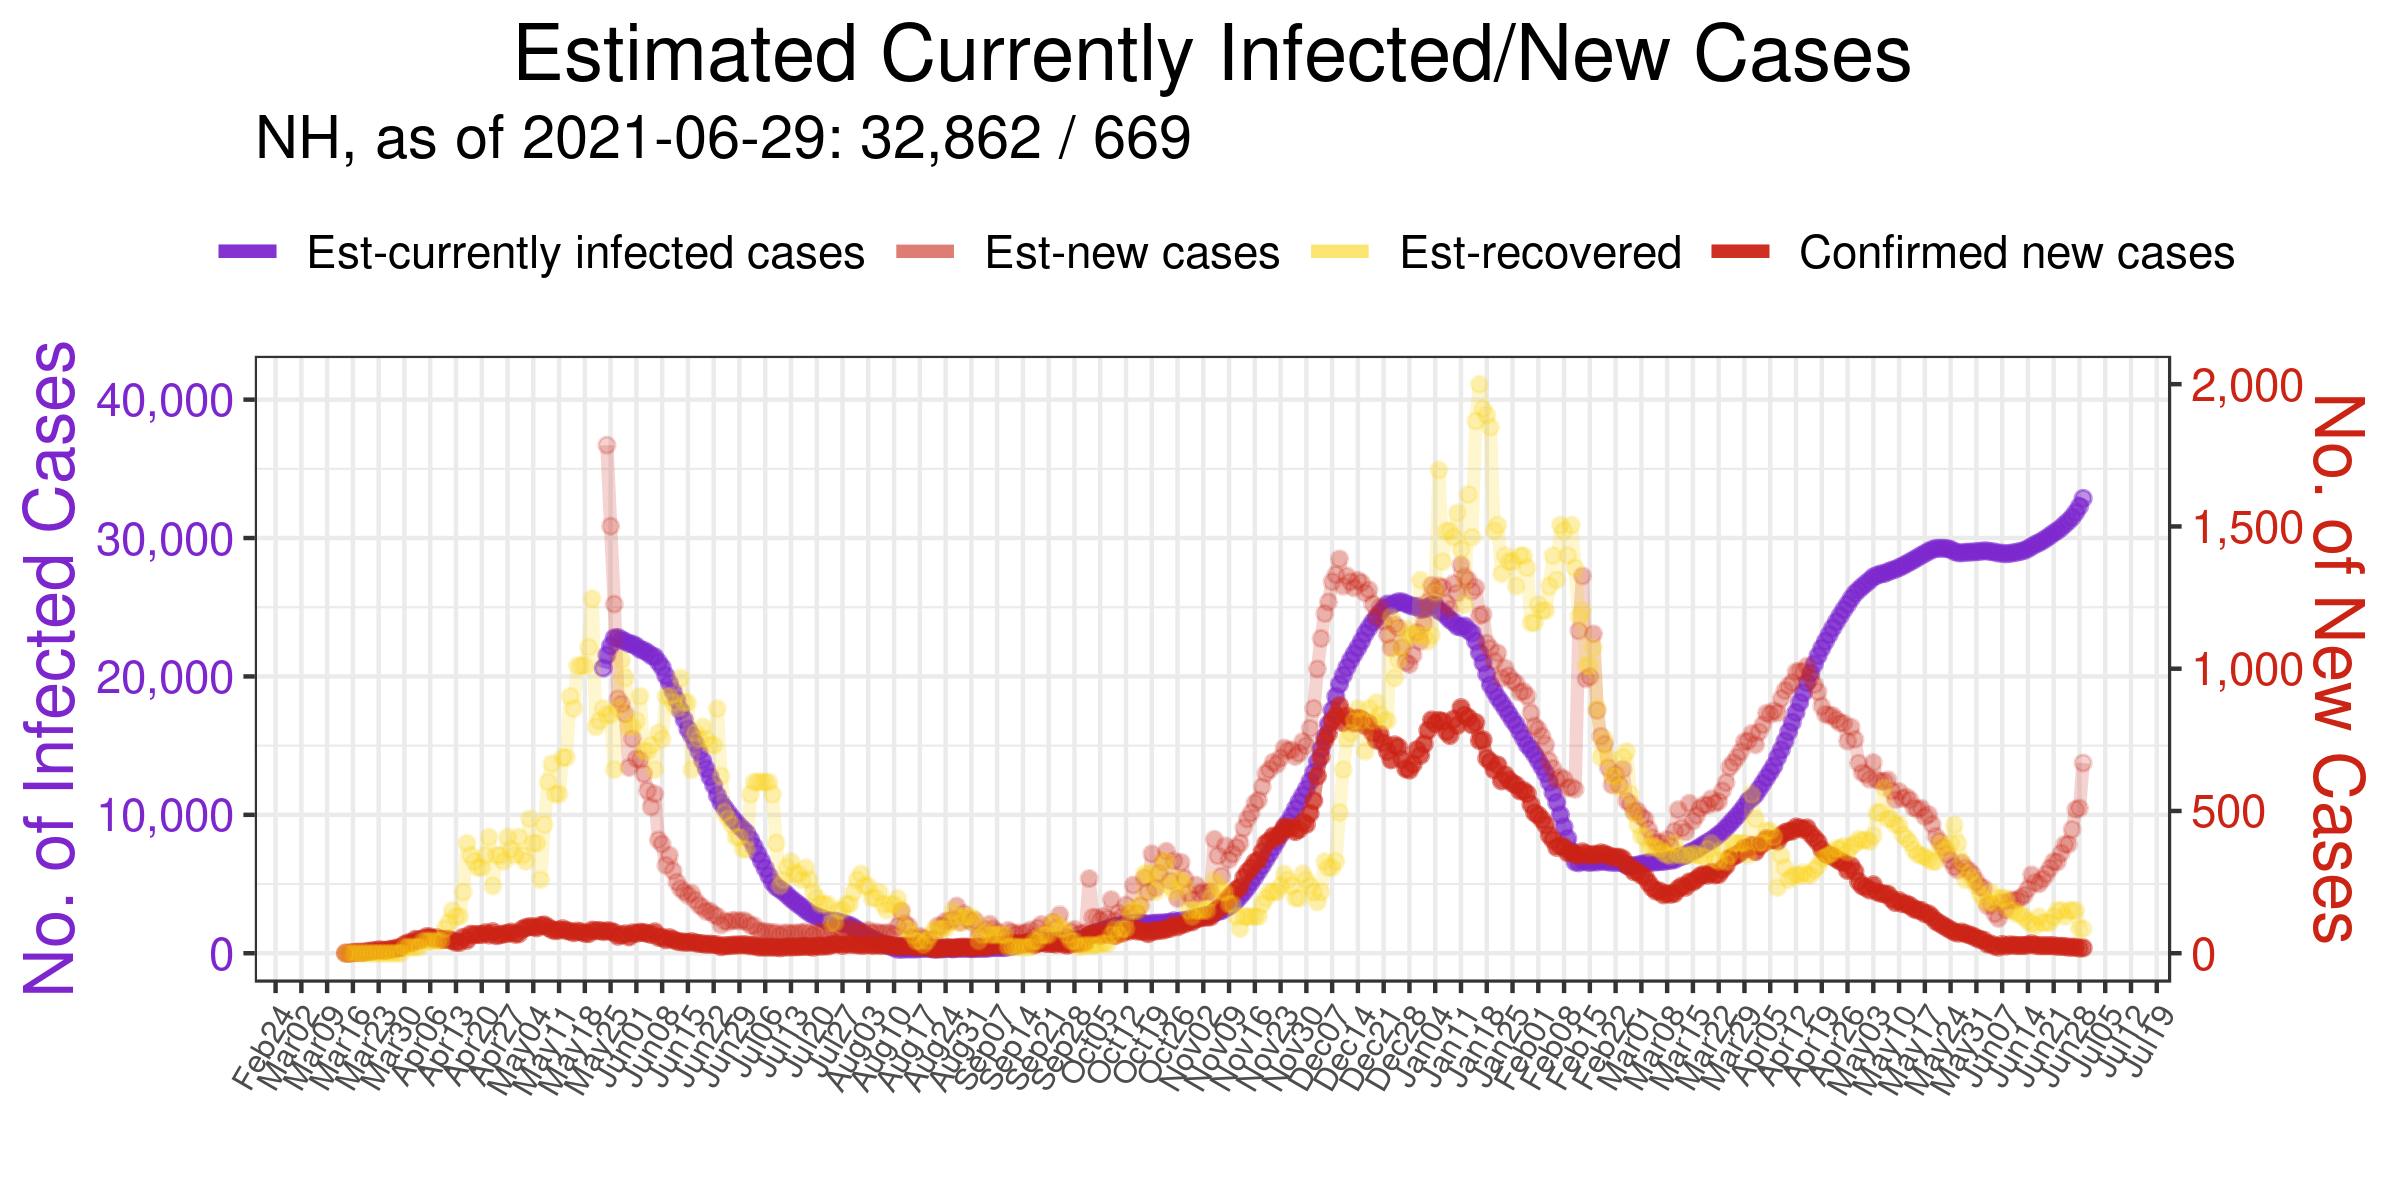 Estimated Currently Infected/New Cases
NH, as of 2021-06-29: 32,862 / 669
Est-currently infected cases
Est-new cases
Est-recovered
Confirmed new cases
No. of Infected Cases
40,000
30,000
20,000
10,000
0
2,000
1,500
1,000
500
0
No. of New Cases
Feb24
Mar02
Mar09
Mar16
Mar23
Mar30
Apr06
Apr13
Apr20
Apr27
May04
May11
May18
May25
Jun01
Jun08
Jun15
Jun22
Jun29
Jul06
Jul13
Jul20
Jul27
Aug03
Aug10
Aug17
Aug24
Aug31
Sep07
Sep14
Sep21
Sep28
Oct05
Oct12
Oct19
Oct26
Nov02
Nov09
Nov16
Nov23
Nov30
Dec07
Dec14
Dec21
Dec28
Jan04
Jan11
Jan18
Jan25
Feb01
Feb08
Feb15
Feb22
Mar01
Mar08
Mar15
Mar22
Mar29
Apr05
Apr12
Apr19
Apr26
May03
May10
May17
May24
May31
Jun07
Jun14
Jun21
Jun28
Jul05
Jul12
Jul19